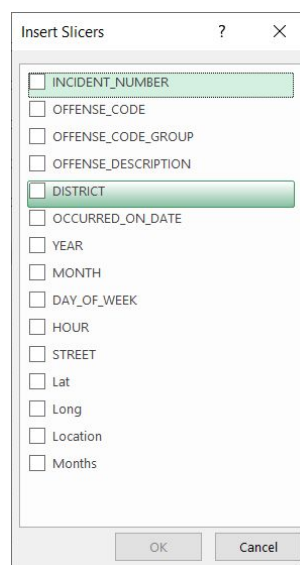 Insert Slicers ?
INCIDENT_NUMBER
OFFENSE_CODE
OFFENSE_CODE_GROUP
OFFENSE_DESCRIPTION
DISTRICT
OCCURRED_ON_DATE
YEAR
MONTH
DAY_OF_WEEK
HOUR
STREET
Lat
Long
Location
Months
OK Cancel